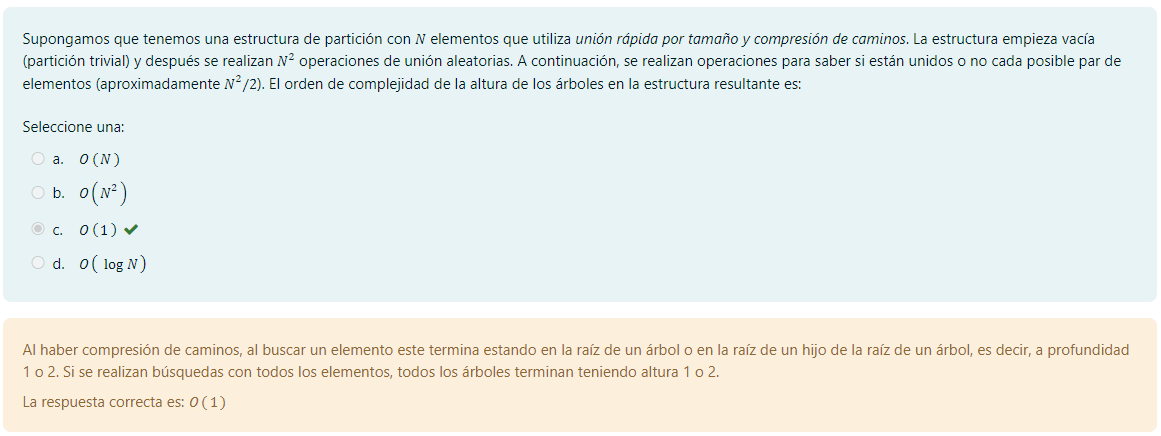 Supongamos que tenemos una estructura de partición con N elementos que utiliza unión rápida por tamaño y compresión de caminos. La estructura empieza vacía
(partición trivial) y después se realizan N² operaciones de unión aleatorias. A continuación, se realizan operaciones para saber si están unidos o no cada posible par de
elementos (aproximadamente N²/2). El orden de complejidad de la altura de los árboles en la estructura resultante es:
Seleccione una:
a. O(N)
b. O(N²)
c. O(1) ✔
d. O( log N)
Al haber compresión de caminos, al buscar un elemento este termina estando en la raíz de un árbol o en la raíz de un hijo de la raíz de un árbol, es decir, a profundidad
1 o 2. Si se realizan búsquedas con todos los elementos, todos los árboles terminan teniendo altura 1 o 2.
La respuesta correcta es: O(1)